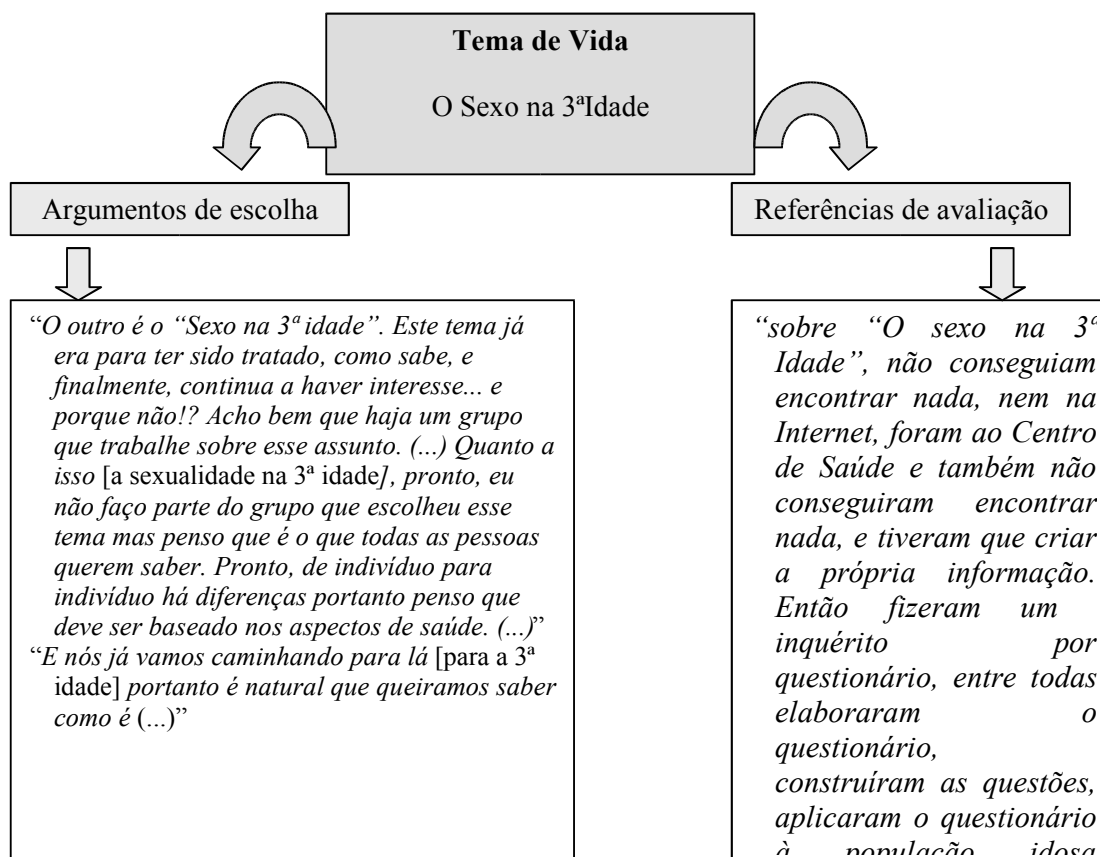 Tema de Vida
O Sexo na 3ªIdade
Argumentos de escolha
Referências de avaliação
“O outro é o “Sexo na 3ª idade”. Este tema já
era para ter sido tratado, como sabe, e
finalmente, continua a haver interesse... e
porque não!? Acho bem que haja um grupo
que trabalhe sobre esse assunto. (...) Quanto a
isso [a sexualidade na 3ª idade], pronto, eu
não faço parte do grupo que escolheu esse
tema mas penso que é o que todas as pessoas
querem saber. Pronto, de indivíduo para
indivíduo há diferenças portanto penso que
deve ser baseado nos aspectos de saúde. (...)”
“E nós já vamos caminhando para lá [para a 3ª
idade] portanto é natural que queiramos saber
como é (...)”
“sobre “O sexo na 3ª
Idade”, não conseguiam
encontrar nada, nem na
Internet, foram ao Centro
de Saúde e também não
conseguiram encontrar
nada, e tiveram que criar
a própria informação.
Então fizeram um
inquérito por
questionário, entre todas
elaboraram o
questionário,
construíram as questões,
aplicaram o questionário
à população idosa